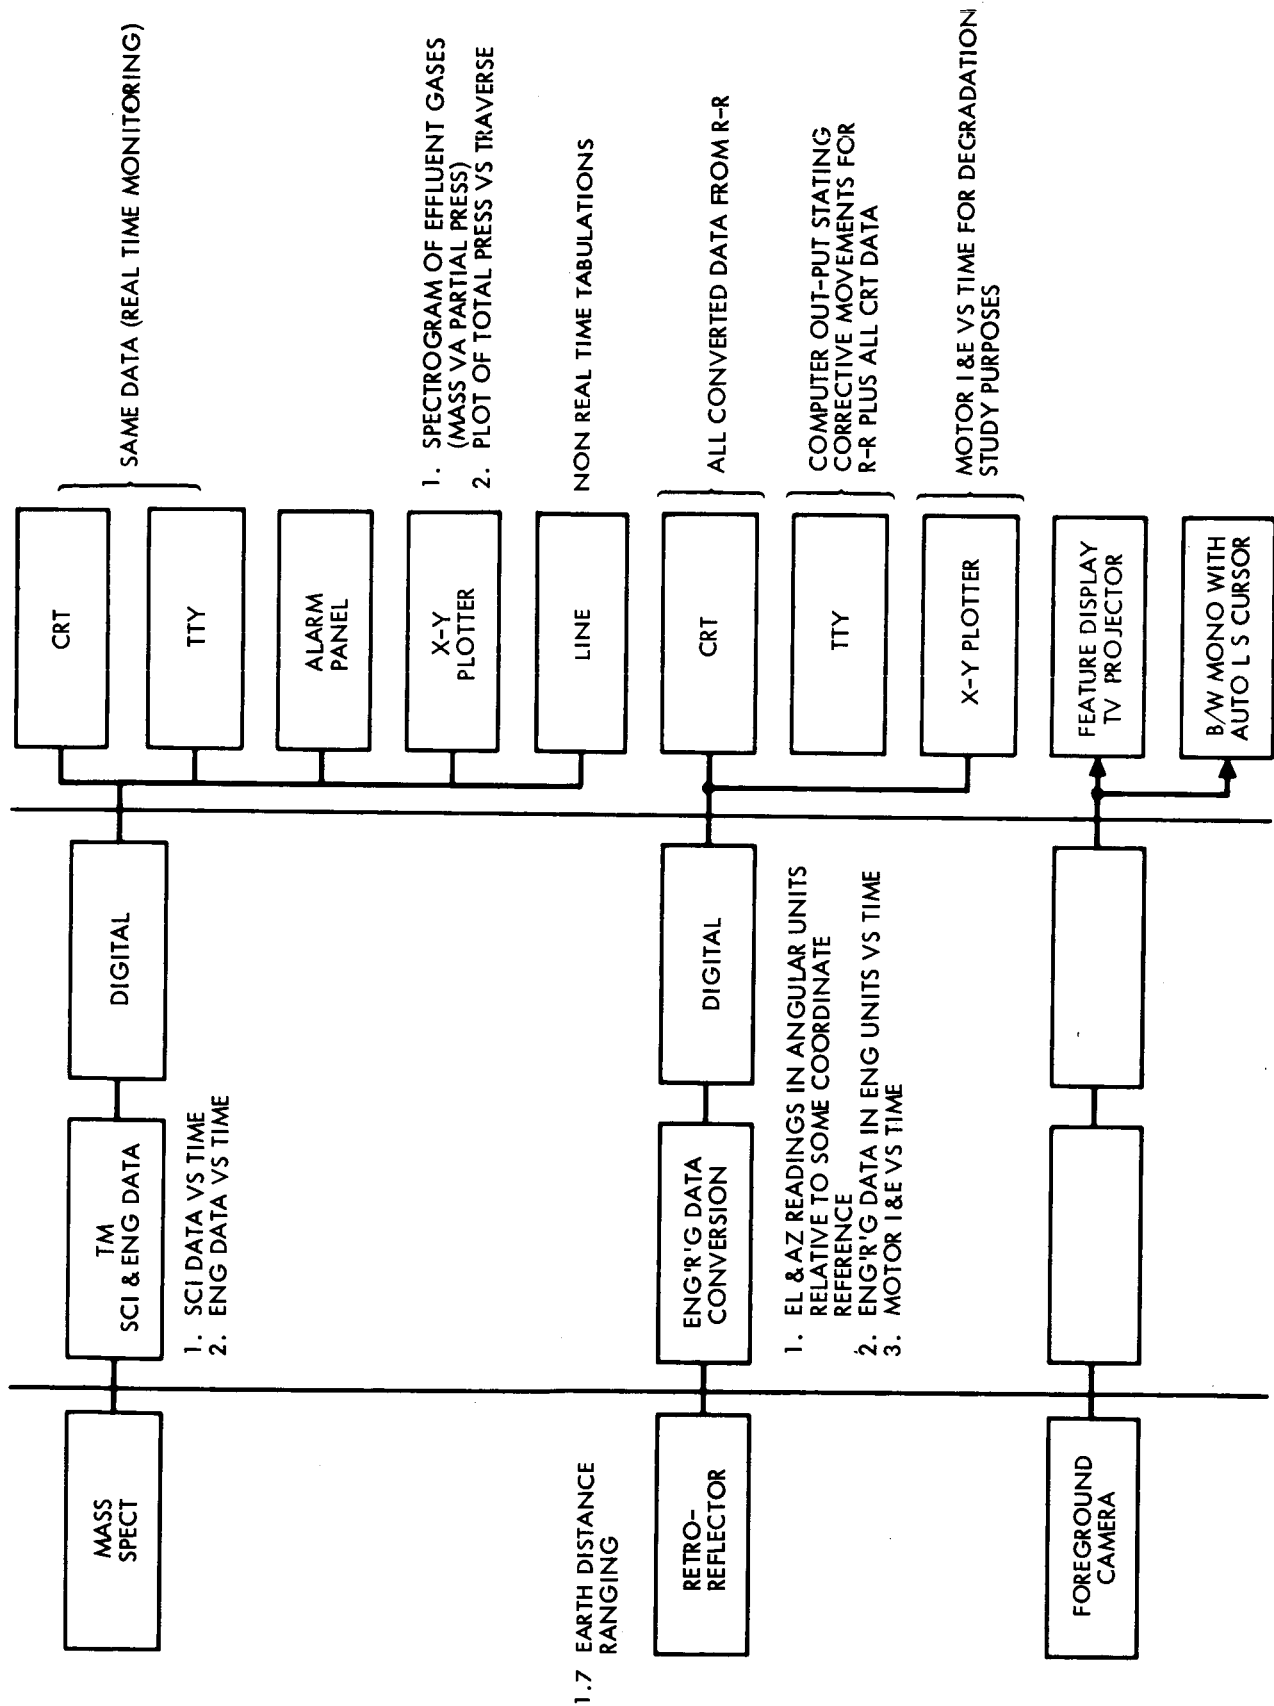 MASS
SPECT
TM
SCI & ENG DATA
1. SCI DATA VS TIME
2. ENG DATA VS TIME
DIGITAL
CRT
TTY
SAME DATA (REAL TIME MONITORING)
ALARM
PANEL
X-Y
PLOTTER
1. SPECTROGRAM OF EFFLUENT GASES
(MASS VA PARTIAL PRESS)
2. PLOT OF TOTAL PRESS VS TRAVERSE
LINE
NON REAL TIME TABULATIONS
1.7 EARTH DISTANCE
RANGING
RETRO-
REFLECTOR
ENG'R'G DATA
CONVERSION
1. EL & AZ READINGS IN ANGULAR UNITS
RELATIVE TO SOME COORDINATE
REFERENCE
2. ENG'R'G DATA IN ENG UNITS VS TIME
3. MOTOR I&E VS TIME
DIGITAL
CRT
ALL CONVERTED DATA FROM R-R
TTY
COMPUTER OUT-PUT STATING
CORRECTIVE MOVEMENTS FOR
R-R PLUS ALL CRT DATA
X-Y PLOTTER
MOTOR I&E VS TIME FOR DEGRADATION
STUDY PURPOSES
FOREGROUND
CAMERA
FEATURE DISPLAY
TV PROJECTOR
B/W MONO WITH
AUTO L S CURSOR